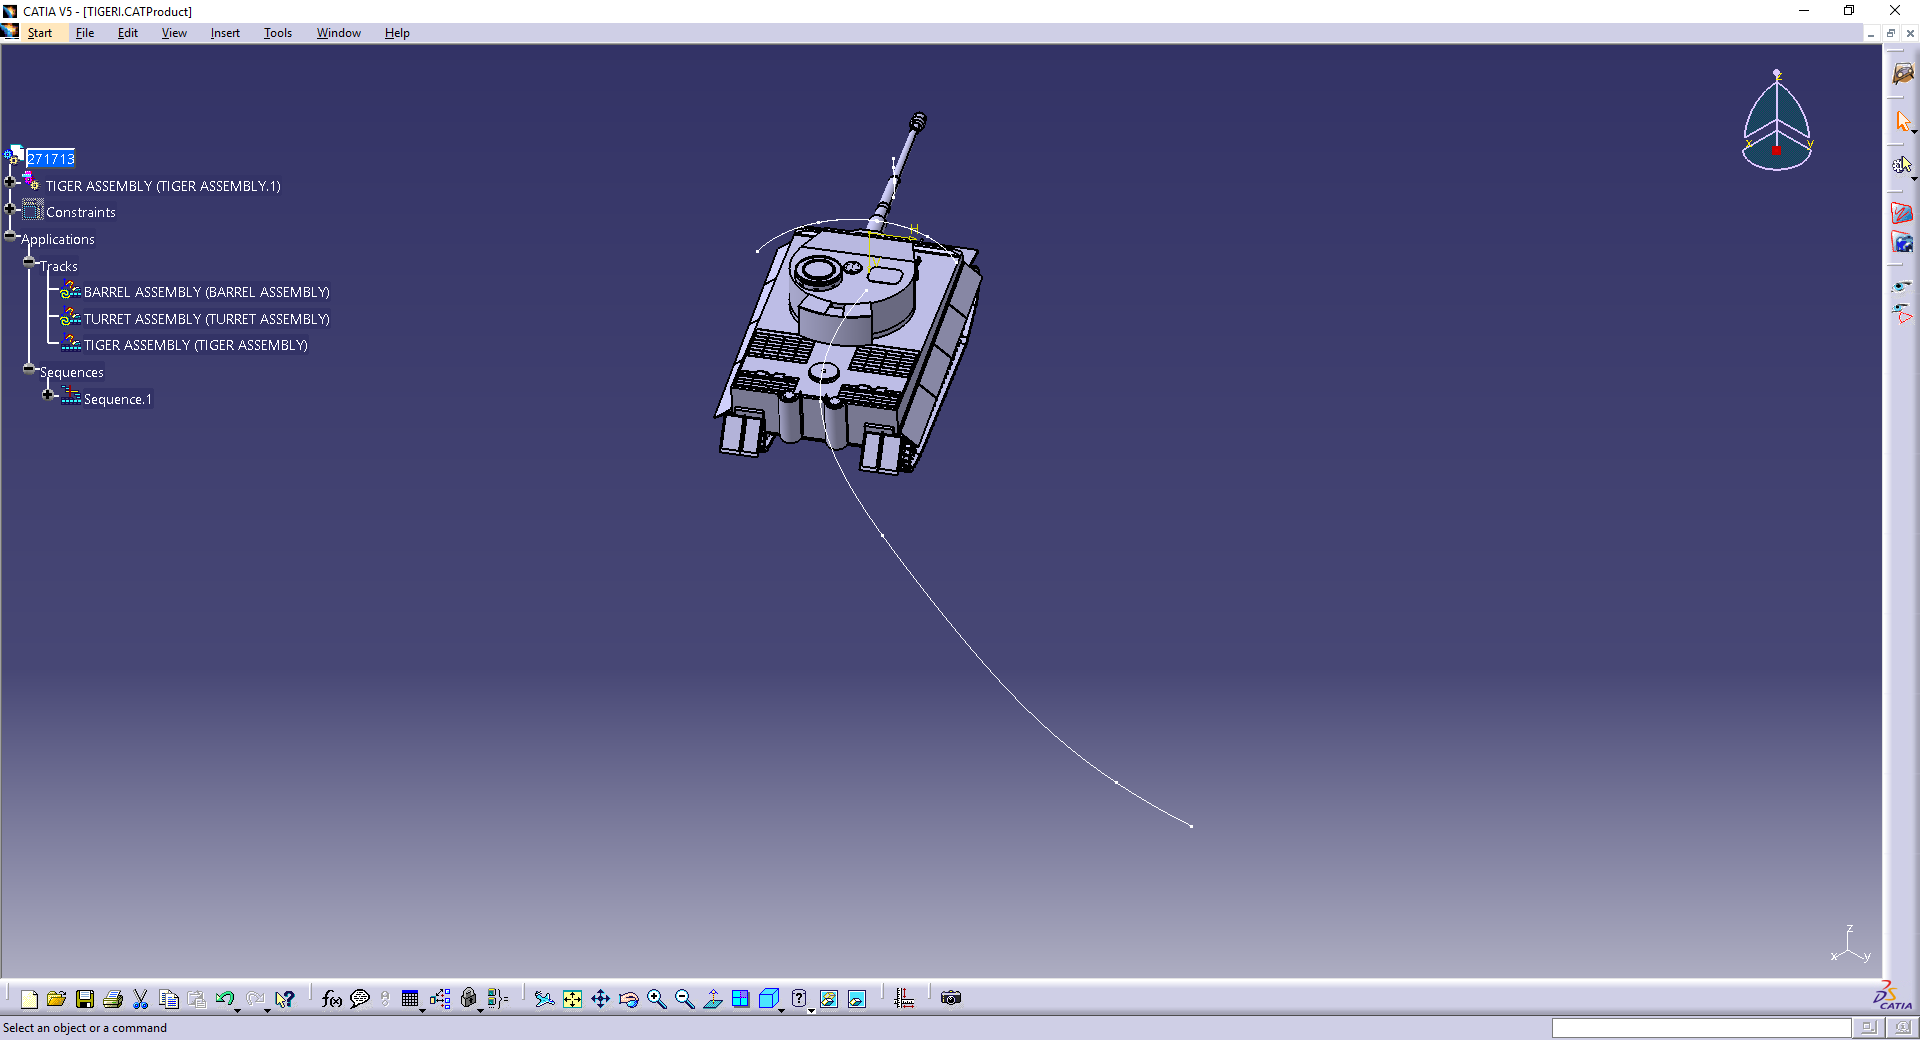 CATIA V5 - [TIGERI.CATProduct]
Start File Edit View Insert Tools Window Help
271713
TIGER ASSEMBLY (TIGER ASSEMBLY.1)
Constraints
Applications
Tracks
BARREL ASSEMBLY (BARREL ASSEMBLY)
TURRET ASSEMBLY (TURRET ASSEMBLY)
TIGER ASSEMBLY (TIGER ASSEMBLY)
Sequences
Sequence.1
z
x y
H
z
x y
f(x)
DS
CATIA
Select an object or a command